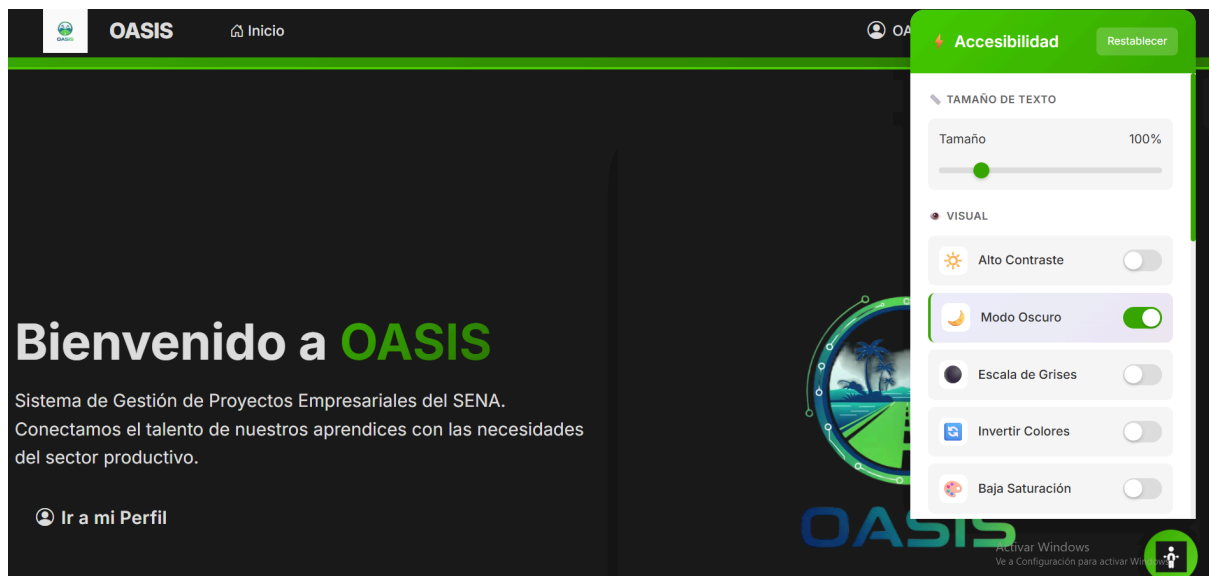 OASIS
OASIS
Inicio
OA
Accesibilidad
Restablecer
TAMAÑO DE TEXTO
Tamaño
100%
VISUAL
Alto Contraste
Modo Oscuro
Escala de Grises
Invertir Colores
Baja Saturación
Bienvenido a OASIS
Sistema de Gestión de Proyectos Empresariales del SENA.
Conectamos el talento de nuestros aprendices con las necesidades
del sector productivo.
Ir a mi Perfil
OASIS
Activar Windows
Ve a Configuración para activar Windows